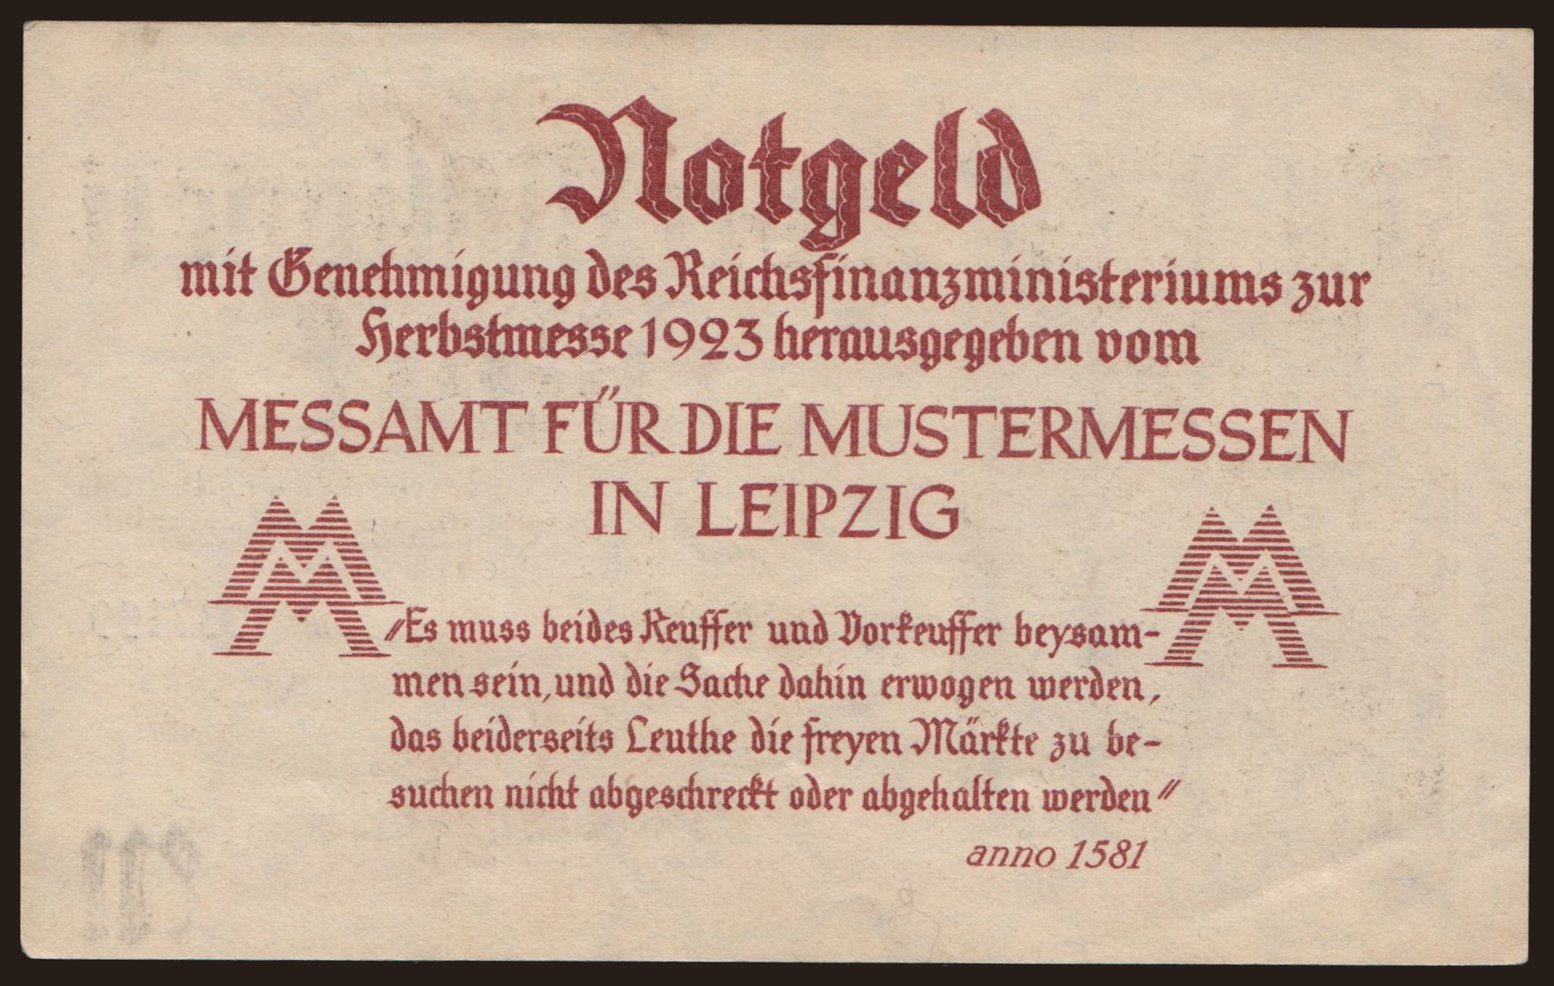 Notgeld
mit Genehmigung des Reichsfinanzministeriums zur
Herbstmesse 1923 herausgegeben vom
MESSAMT FÜR DIE MUSTERMESSEN
IN LEIPZIG
MM
MM
"Es muss beides Keuffer und Vorkeuffer beysam-
men sein, und die Sache dahin erwogen werden,
das beiderseits Leuthe die freyen Märkte zu be-
suchen nicht abgeschreckt oder abgehalten werden"
anno 1581